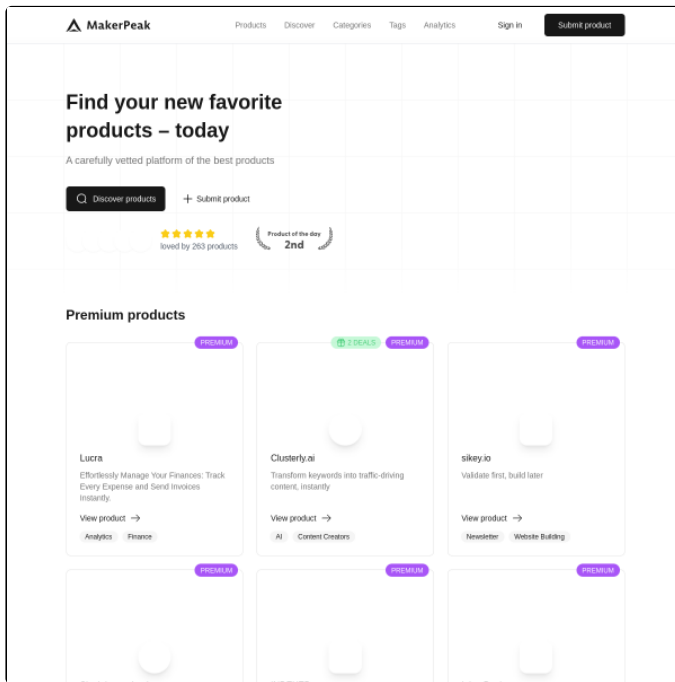 MakerPeak
Products Discover Categories Tags Analytics Sign in Submit product
Find your new favorite
products – today
A carefully vetted platform of the best products
Discover products Submit product
loved by 263 products
Product of the day
2nd
Premium products
PREMIUM
2 DEALS PREMIUM
PREMIUM
Lucra
Effortlessly Manage Your Finances: Track
Every Expense and Send Invoices
Instantly.
View product
Analytics Finance
Clusterly.ai
Transform keywords into traffic-driving
content, instantly
View product
AI Content Creators
sikey.io
Validate first, build later
View product
Newsletter Website Building
PREMIUM
PREMIUM
PREMIUM